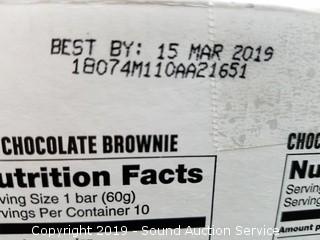 BEST BY: 15 MAR 2019
18074M110AA21651
CHOCOLATE BROWNIE
CHOC
utrition Facts
Nu
ving Size 1 bar (60g)
Serving
vings Per Container 10
Serving
Amount p
Copyright 2019 - Sound Auction Service